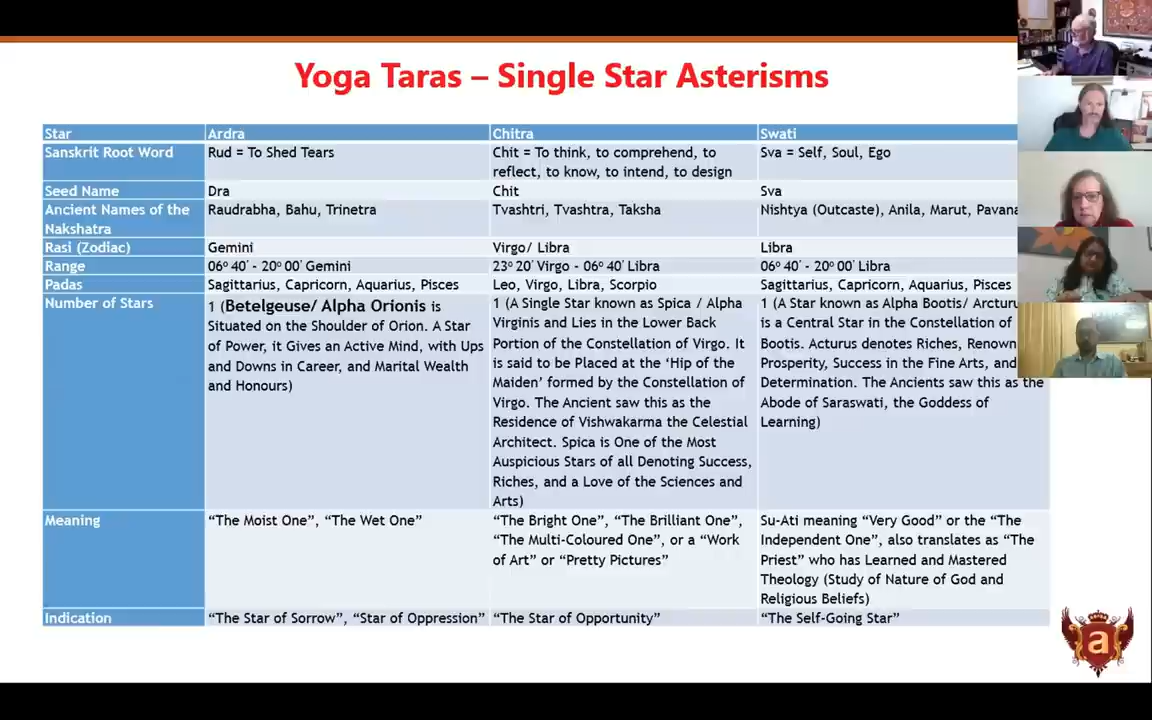 Yoga Taras – Single Star Asterisms
Star Ardra Chitra Swati
Sanskrit Root Word Rud = To Shed Tears Chit = To think, to comprehend, to Sva = Self, Soul, Ego
reflect, to know, to intend, to design
Seed Name Dra Chit Sva
Ancient Names of the Raudrabha, Bahu, Trinetra Tvashtri, Tvashtra, Taksha Nishtya (Outcaste), Anila, Marut, Pavana
Nakshatra
Rasi (Zodiac) Gemini Virgo/ Libra Libra
Range 06º 40' - 20º 00' Gemini 23º 20' Virgo - 06º 40' Libra 06º 40' - 20º 00' Libra
Padas Sagittarius, Capricorn, Aquarius, Pisces Leo, Virgo, Libra, Scorpio Sagittarius, Capricorn, Aquarius, Pisces
Number of Stars
1 (Betelgeuse/ Alpha Orionis is
Situated on the Shoulder of Orion. A Star
of Power, it Gives an Active Mind, with Ups
and Downs in Career, and Marital Wealth
and Honours)
1 (A Single Star known as Spica / Alpha
Virginis and Lies in the Lower Back
Portion of the Constellation of Virgo. It
is said to be Placed at the ‘Hip of the
Maiden’ formed by the Constellation of
Virgo. The Ancient saw this as the
Residence of Vishwakarma the Celestial
Architect. Spica is One of the Most
Auspicious Stars of all Denoting Success,
Riches, and a Love of the Sciences and
Arts)
1 (A Star known as Alpha Bootis/ Arctur
is a Central Star in the Constellation of
Bootis. Acturus denotes Riches, Renown
Prosperity, Success in the Fine Arts, and
Determination. The Ancients saw this as the
Abode of Saraswati, the Goddess of
Learning)
Meaning
“The Moist One”, “The Wet One”
“The Bright One”, “The Brilliant One”,
“The Multi-Coloured One”, or a “Work
of Art” or “Pretty Pictures”
Su-Ati meaning “Very Good” or the “The
Independent One”, also translates as “The
Priest” who has Learned and Mastered
Theology (Study of Nature of God and
Religious Beliefs)
Indication “The Star of Sorrow”, “Star of Oppression” “The Star of Opportunity” “The Self-Going Star”
a